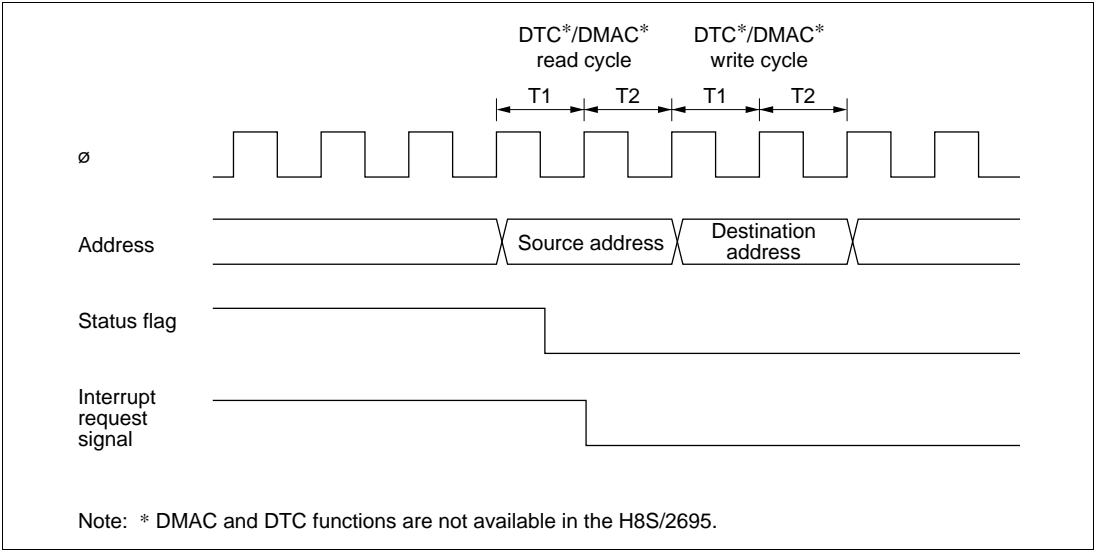 DTC*/DMAC* DTC*/DMAC*
read cycle write cycle
T1 T2 T1 T2
ø
Address Source address Destination
address
Status flag
Interrupt
request
signal
Note: * DMAC and DTC functions are not available in the H8S/2695.